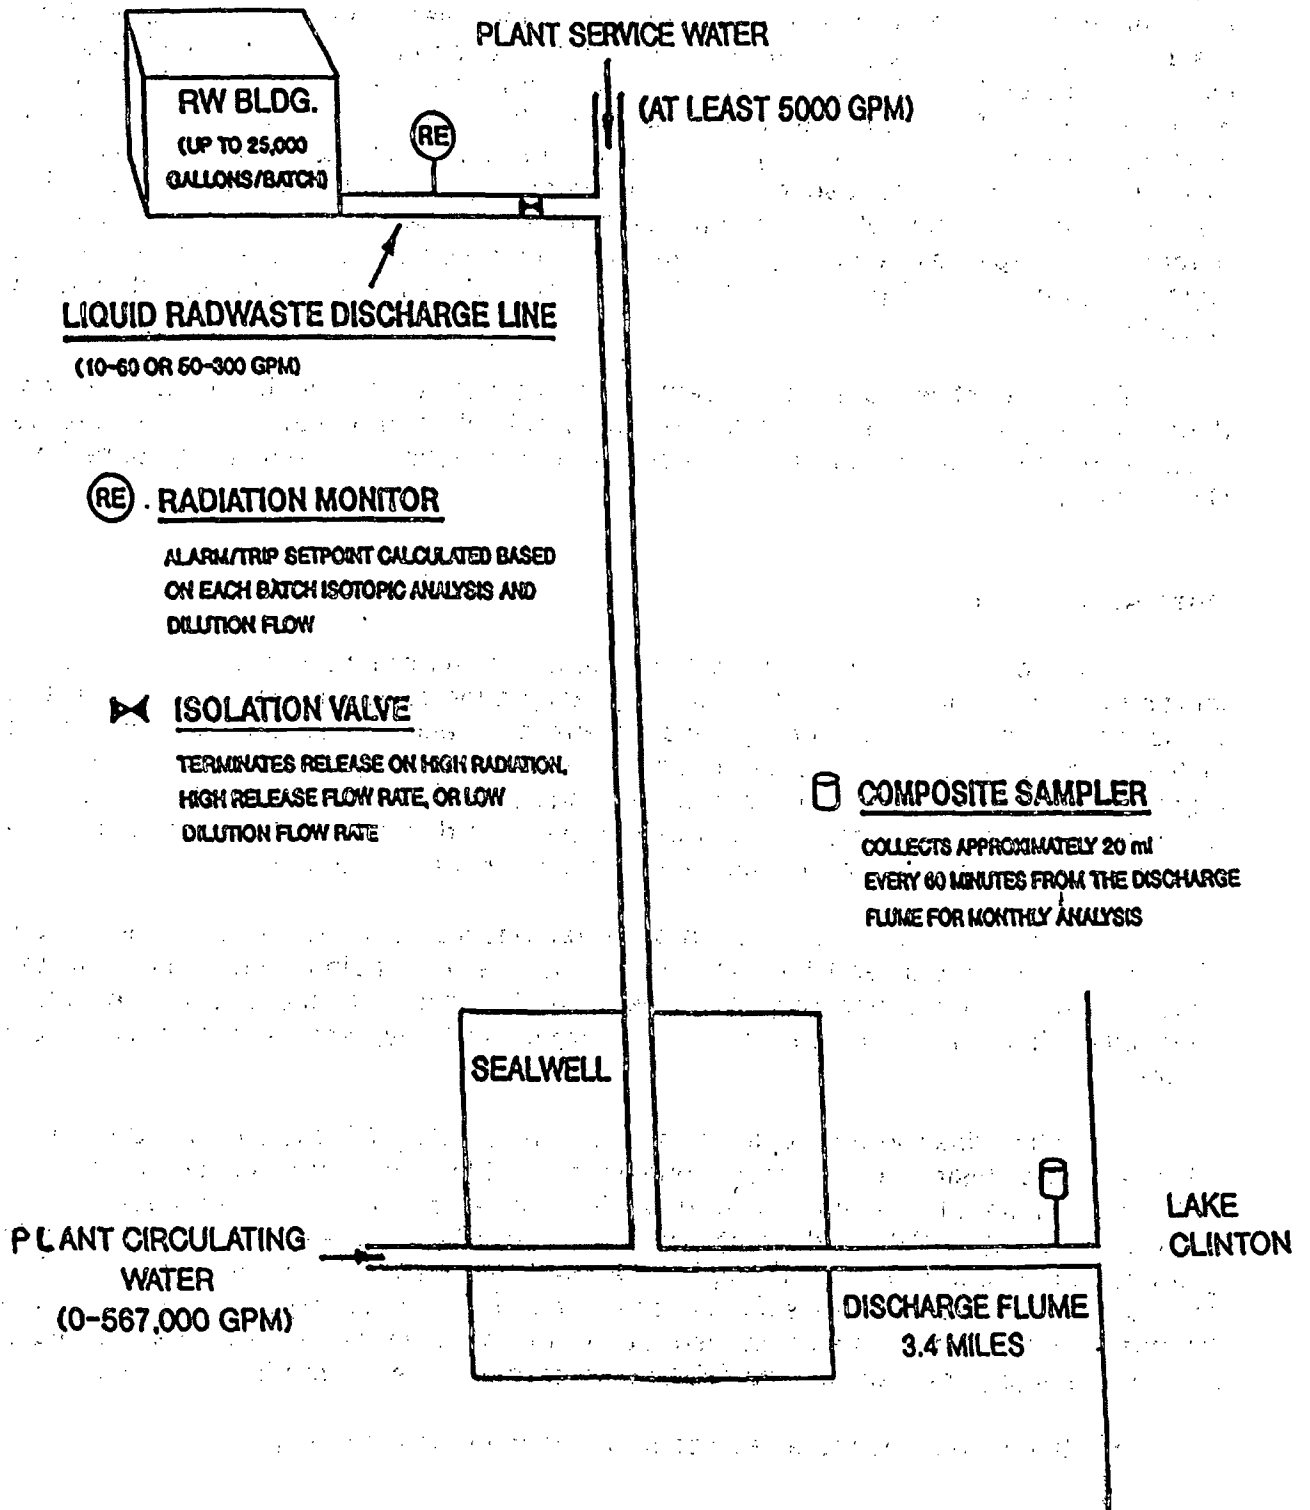 PLANT SERVICE WATER
(AT LEAST 5000 GPM)
RW BLDG.
(UP TO 25,000
GALLONS/BATCH)
RE
LIQUID RADWASTE DISCHARGE LINE
(10-60 OR 50-300 GPM)
RE
RADIATION MONITOR
ALARM/TRIP SETPOINT CALCULATED BASED
ON EACH BATCH ISOTOPIC ANALYSIS AND
DILUTION FLOW
ISOLATION VALVE
TERMINATES RELEASE ON HIGH RADIATION,
HIGH RELEASE FLOW RATE, OR LOW
DILUTION FLOW RATE
COMPOSITE SAMPLER
COLLECTS APPROXIMATELY 20 ml
EVERY 60 MINUTES FROM THE DISCHARGE
FLUME FOR MONTHLY ANALYSIS
SEALWELL
PLANT CIRCULATING
WATER
(0-567,000 GPM)
LAKE
CLINTON
DISCHARGE FLUME
3.4 MILES